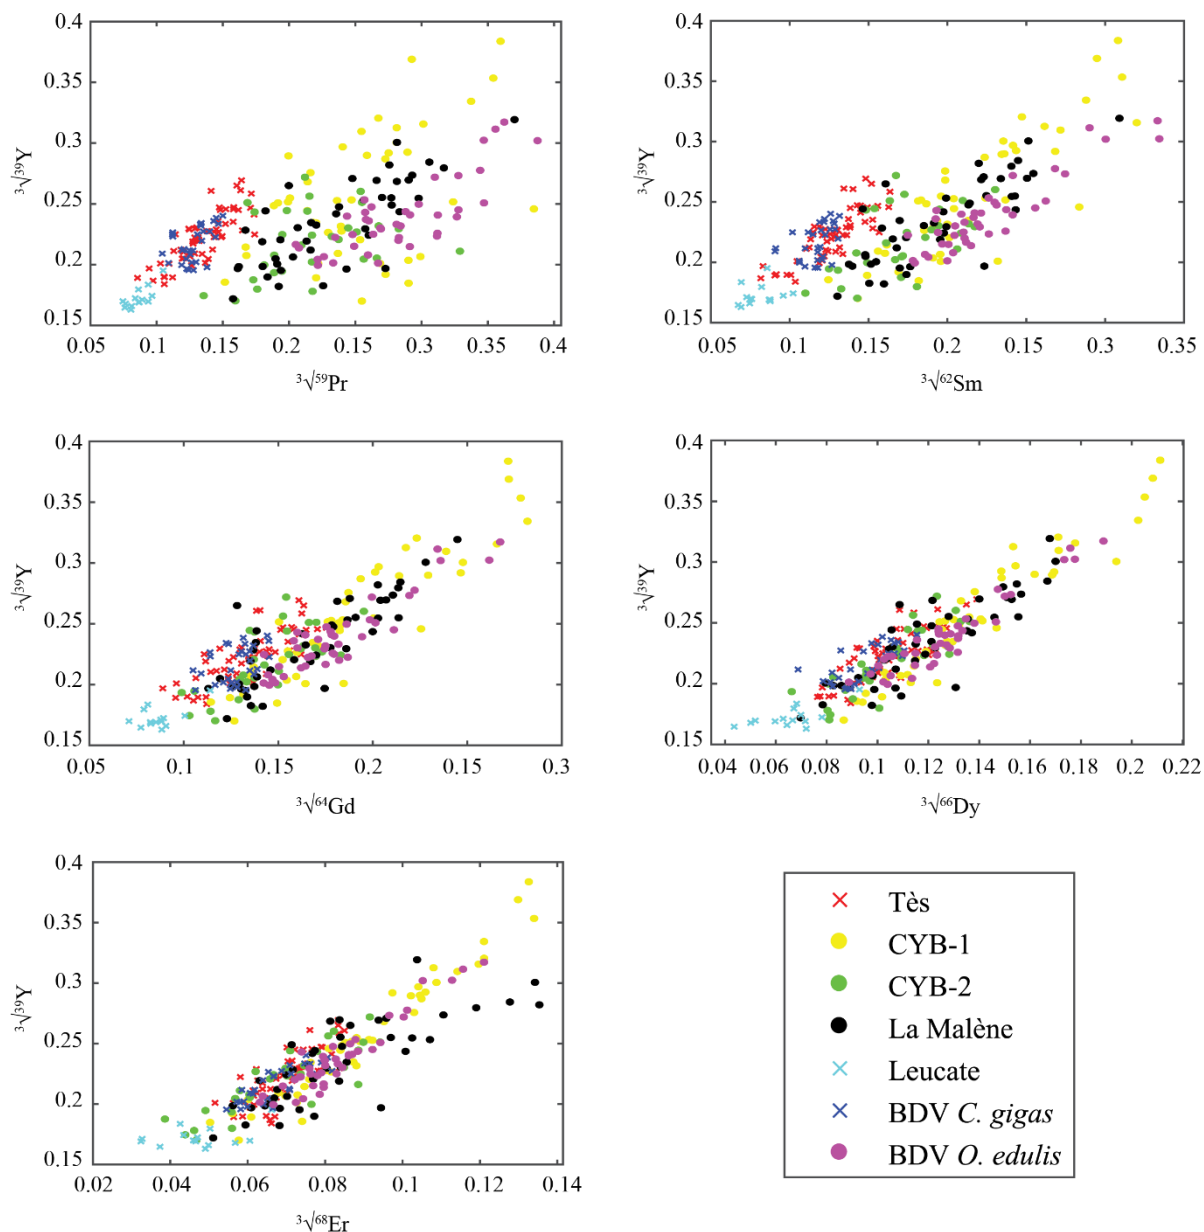 0.4
0.35
0.3
0.25
0.2
0.15
³√³⁹Y
0.05 0.1 0.15 0.2 0.15 0.3 0.35 0.4
³√⁵⁹Pr
0.4
0.35
0.3
0.25
0.2
0.15
³√³⁹Y
0.05 0.1 0.15 0.2 0.15 0.3 0.35
³√⁶²Sm
0.4
0.35
0.3
0.25
0.2
0.15
³√³⁹Y
0.05 0.1 0.15 0.2 0.15 0.3
³√⁶⁴Gd
0.4
0.35
0.3
0.25
0.2
0.15
³√³⁹Y
0.04 0.06 0.08 0.1 0.12 0.14 0.16 0.18 0.2 0.22
³√⁶⁶Dy
0.4
0.35
0.3
0.25
0.2
0.15
³√³⁹Y
0.02 0.04 0.06 0.08 0.1 0.12 0.14
³√⁶⁸Er
Tès
CYB-1
CYB-2
La Malène
Leucate
BDV C. gigas
BDV O. edulis